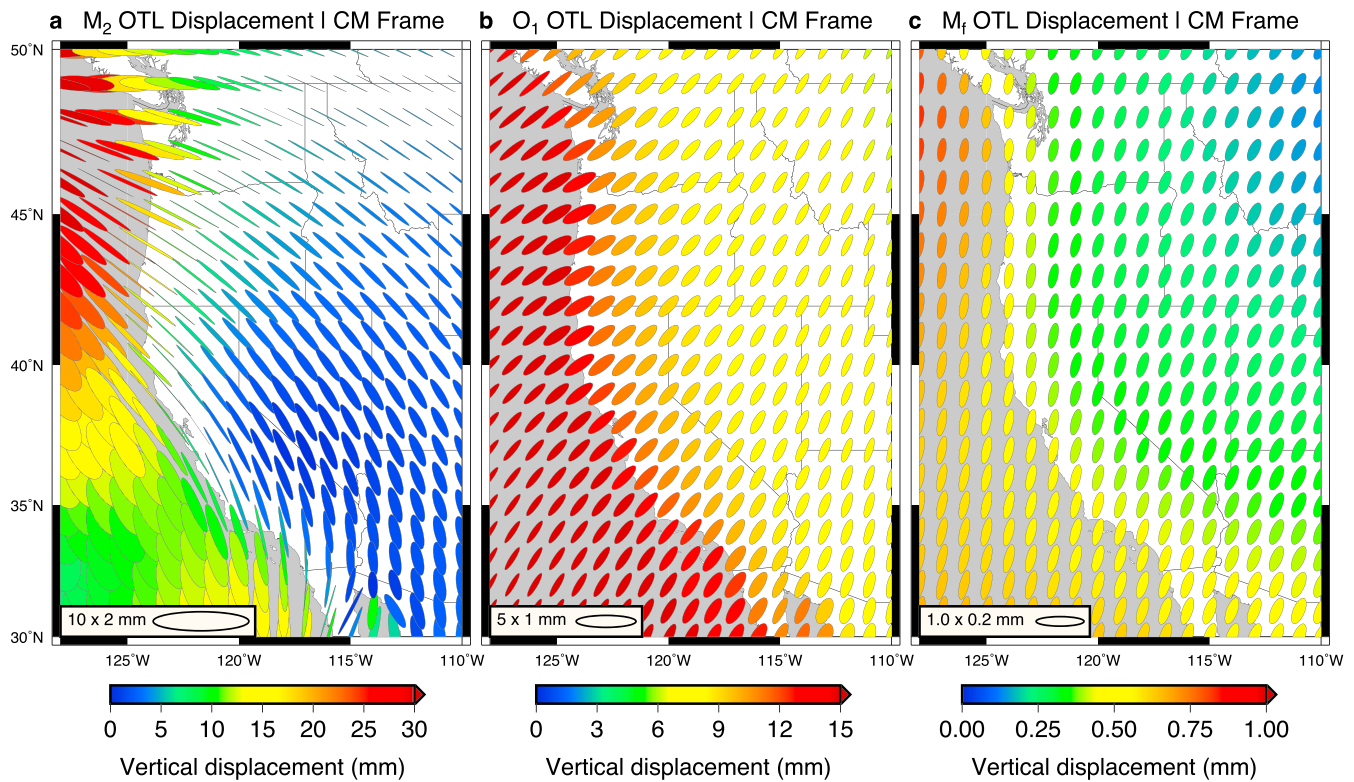 a M₂ OTL Displacement | CM Frame
b O₁ OTL Displacement | CM Frame
c Mf OTL Displacement | CM Frame
50˚N
45˚N
40˚N
35˚N
30˚N
10 x 2 mm
5 x 1 mm
1.0 x 0.2 mm
125˚W 120˚W 115˚W 110˚W
125˚W 120˚W 115˚W 110˚W
125˚W 120˚W 115˚W 110˚W
0 5 10 15 20 25 30
0 3 6 9 12 15
0.00 0.25 0.50 0.75 1.00
Vertical displacement (mm)
Vertical displacement (mm)
Vertical displacement (mm)